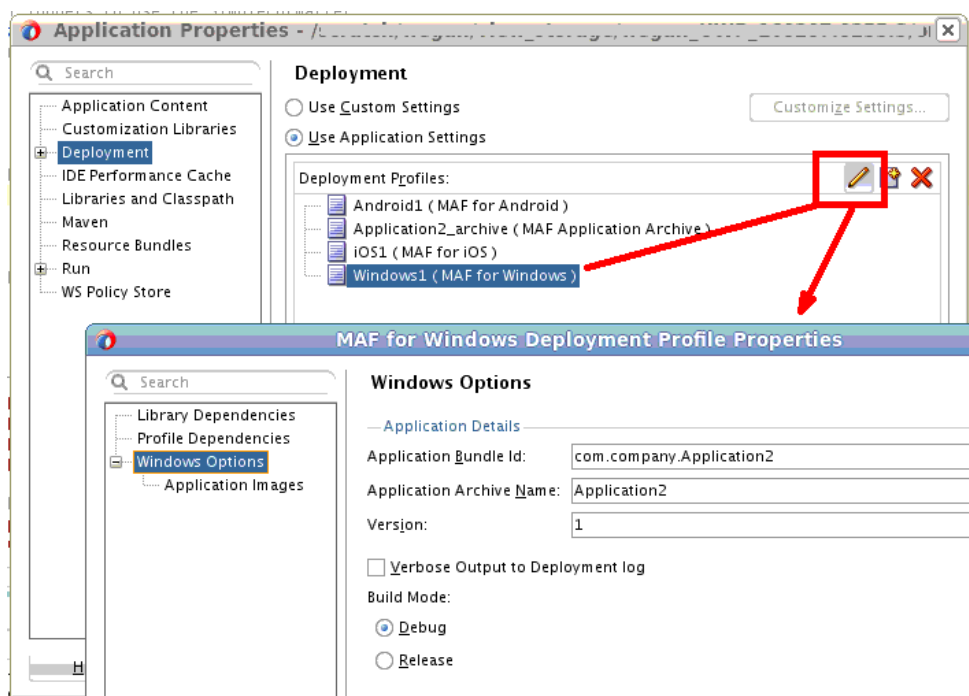 Application Properties - /
Search
Application Content
Customization Libraries
Deployment
IDE Performance Cache
Libraries and Classpath
Maven
Resource Bundles
Run
WS Policy Store
Deployment
Use Custom Settings
Customize Settings...
Use Application Settings
Deployment Profiles:
Android1 ( MAF for Android )
Application2_archive ( MAF Application Archive )
iOS1 ( MAF for iOS )
Windows1 ( MAF for Windows )
MAF for Windows Deployment Profile Properties
Search
Library Dependencies
Profile Dependencies
Windows Options
Application Images
Windows Options
Application Details
Application Bundle Id: com.company.Application2
Application Archive Name: Application2
Version: 1
Verbose Output to Deployment log
Build Mode:
Debug
Release